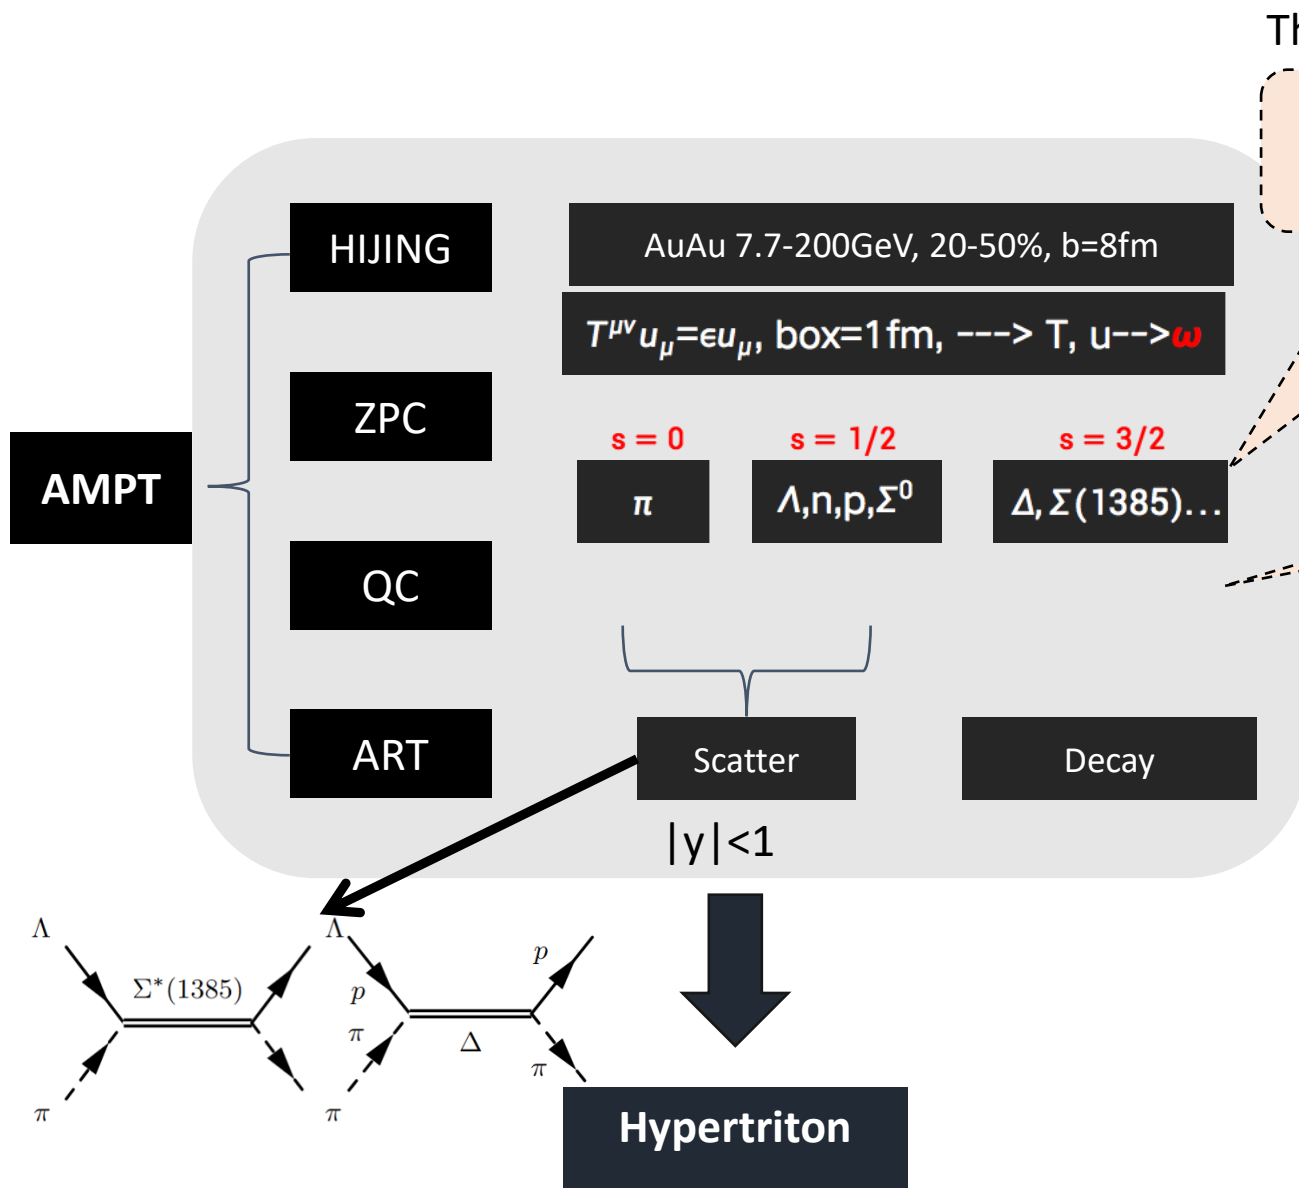 Th
HIJING
AuAu 7.7-200GeV, 20-50%, b=8fm
T^{μν}u_μ=ϵu_μ, box=1fm, ---> T, u-->ω
ZPC
s = 0
s = 1/2
s = 3/2
AMPT
π
Λ,n,p,Σ⁰
Δ,Σ(1385)...
QC
ART
Scatter
Decay
|y|<1
Λ
Λ
Σ*(1385)
p
p
π
Δ
π
π
π
Hypertriton